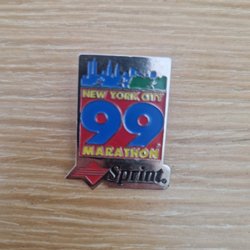 NEW YORK CITY
99
MARATHON
Sprint